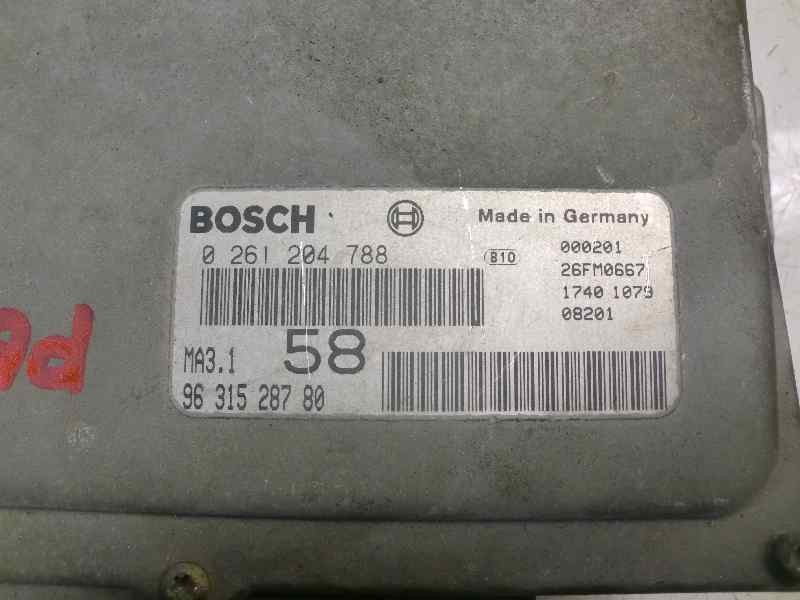 BOSCH
Made in Germany
0 261 204 788
B10
000201
26FM0667
1740 1079
08201
MA3.1
58
96 315 287 80